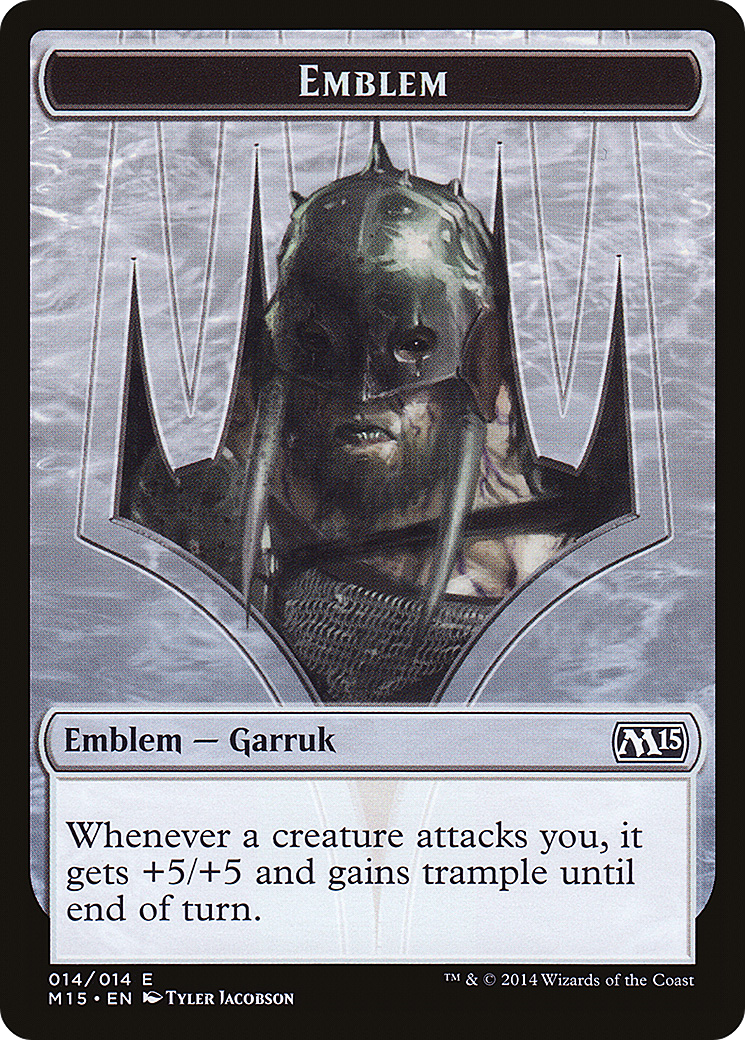 EMBLEM
Emblem — Garruk
M15
Whenever a creature attacks you, it
gets +5/+5 and gains trample until
end of turn.
014/014 E
M15 • EN TYLER JACOBSON
™ & © 2014 Wizards of the Coast